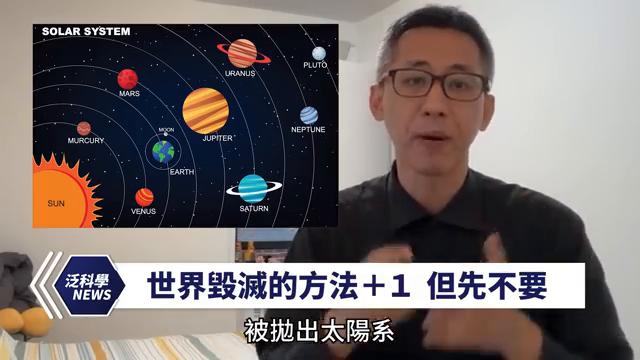 SOLAR SYSTEM
URANUS
PLUTO
MARS
MOON
JUPITER
NEPTUNE
MURCURY
EARTH
SUN
VENUS
SATURN
泛科學
NEWS
世界毀滅的方法＋1 但先不要
被拋出太陽系